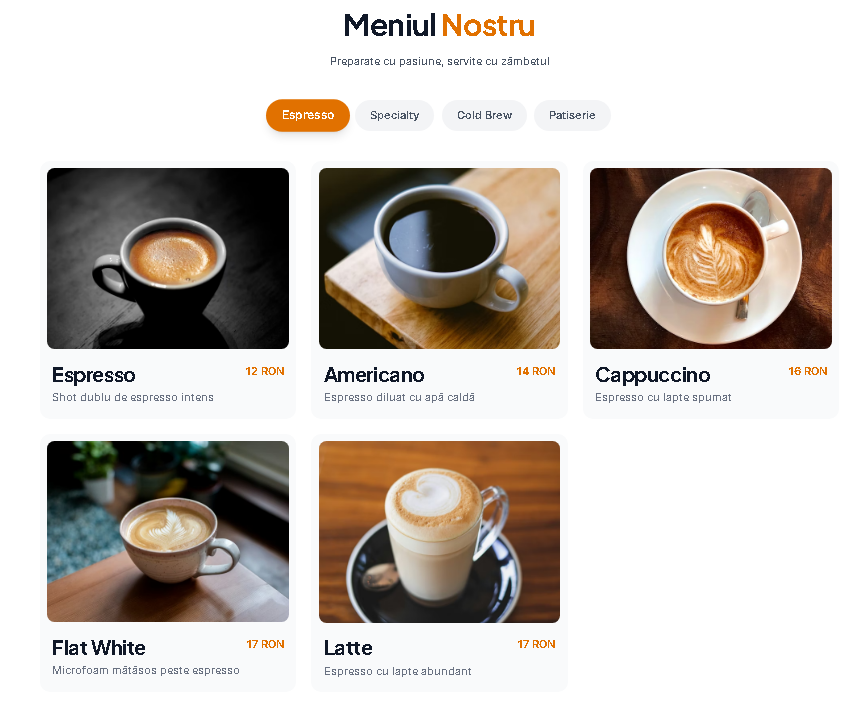 Meniul Nostru
Preparate cu pasiune, servite cu zâmbetul
Espresso
Specialty
Cold Brew
Patiserie
Espresso
12 RON
Shot dublu de espresso intens
Americano
14 RON
Espresso diluat cu apă caldă
Cappuccino
16 RON
Espresso cu lapte spumat
Flat White
17 RON
Microfoam mătăsos peste espresso
Latte
17 RON
Espresso cu lapte abundant